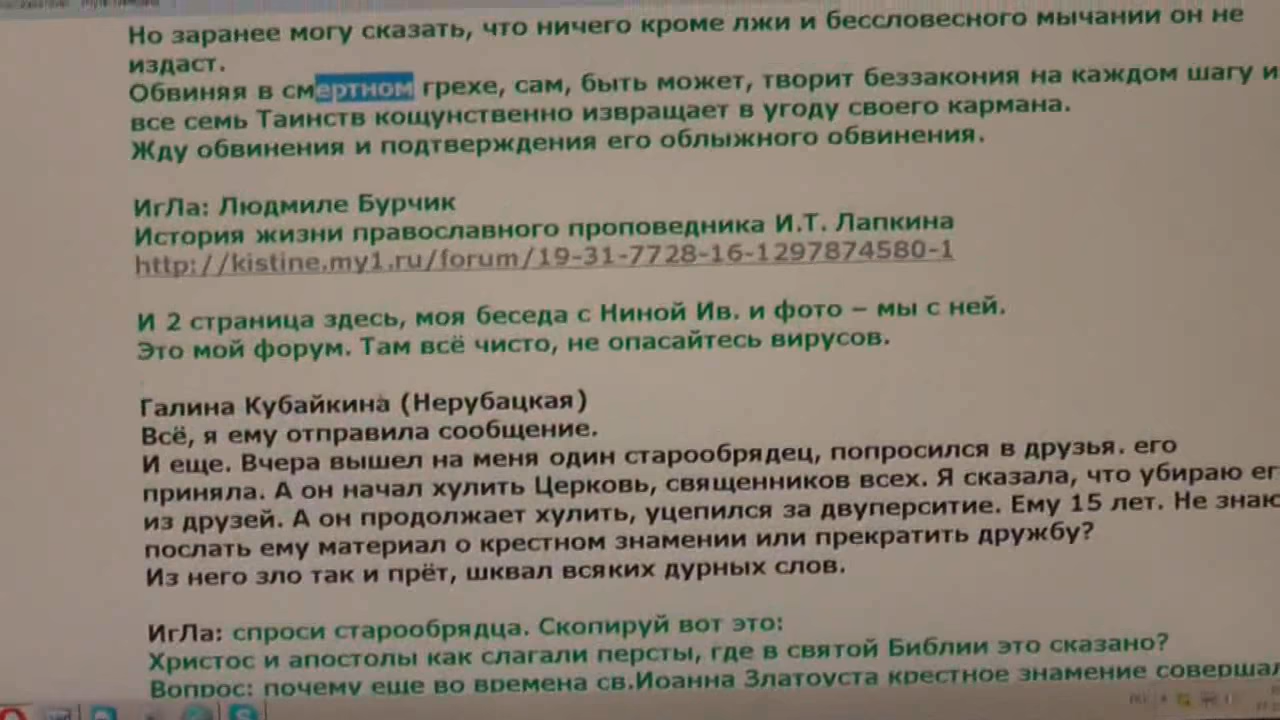 Но заранее могу сказать, что ничего кроме лжи и бессловесного мычании он не
издаст.
Обвиняя в смертном грехе, сам, быть может, творит беззакония на каждом шагу и
все семь Таинств кощунственно извращает в угоду своего кармана.
Жду обвинения и подтверждения его облыжного обвинения.
ИгЛа: Людмиле Бурчик
История жизни православного проповедника И.Т. Лапкина
http://kistine.my1.ru/forum/19-31-7728-16-1297874580-1
И 2 страница здесь, моя беседа с Ниной Ив. и фото – мы с ней.
Это мой форум. Там всё чисто, не опасайтесь вирусов.
Галина Кубайкина (Нерубацкая)
Всё, я ему отправила сообщение.
И еще. Вчера вышел на меня один старообрядец, попросился в друзья. его
приняла. А он начал хулить Церковь, священников всех. Я сказала, что убираю ег
из друзей. А он продолжает хулить, уцепился за двуперситие. Ему 15 лет. Не знаю
послать ему материал о крестном знамении или прекратить дружбу?
Из него зло так и прёт, шквал всяких дурных слов.
ИгЛа: спроси старообрядца. Скопируй вот это:
Христос и апостолы как слагали персты, где в святой Библии это сказано?
Вопрос: почему еще во времена св.Иоанна Златоуста крестное знамение совершал